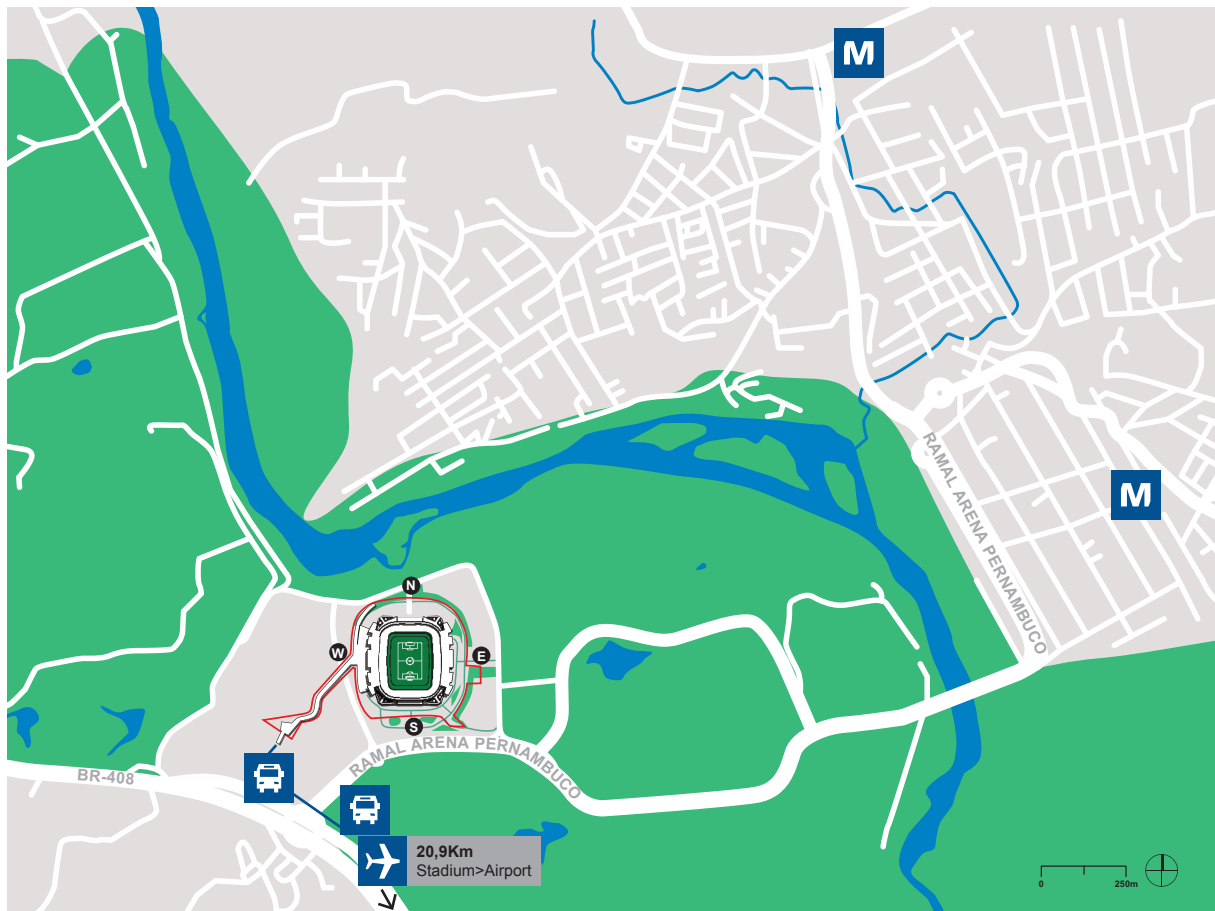 M
RAMAL ARENA PERNAMBUCO
M
N
W
E
S
RAMAL ARENA PERNAMBUCO
BR-408
20,9Km
Stadium>Airport
0
250m